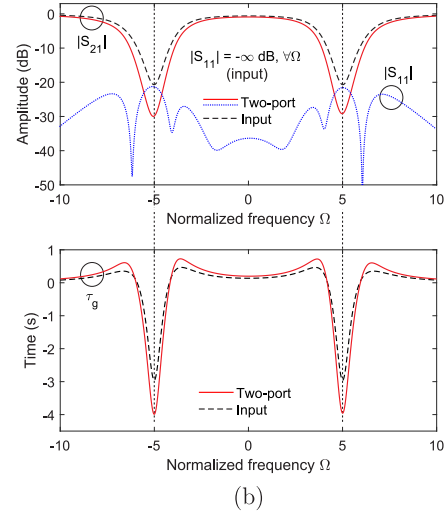 0
-10
-20
-30
-40
-50
Amplitude (dB)
|S21|
|S11| = -∞ dB, ∀Ω
(input)
|S11|
Two-port
Input
-10 -5 0 5 10
Normalized frequency Ω
1
0
-1
-2
-3
-4
Time (s)
τg
Two-port
Input
-10 -5 0 5 10
Normalized frequency Ω
(b)